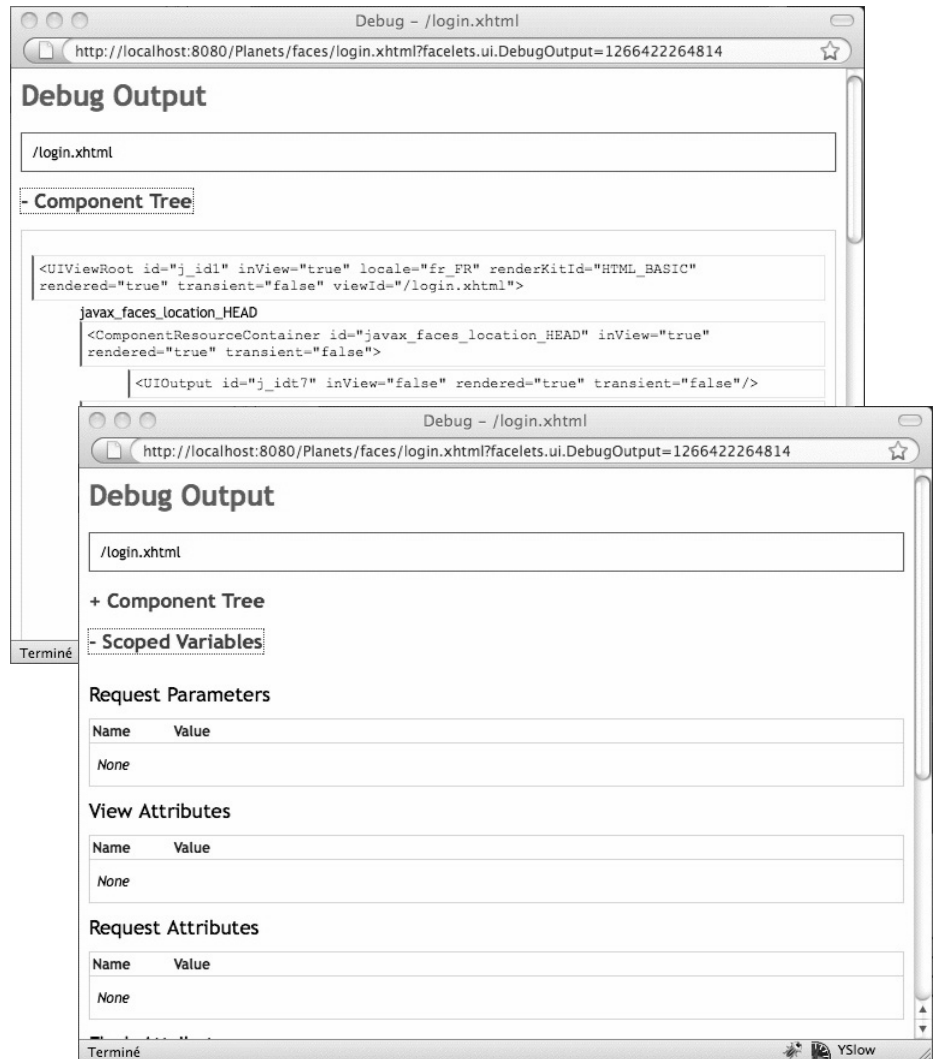 Debug – /login.xhtml
http://localhost:8080/Planets/faces/login.xhtml?facelets.ui.DebugOutput=1266422264814
Debug Output
/login.xhtml
- Component Tree
<UIViewRoot id="j_id1" inView="true" locale="fr_FR" renderKitId="HTML_BASIC"
rendered="true" transient="false" viewId="/login.xhtml">
javax_faces_location_HEAD
<ComponentResourceContainer id="javax_faces_location_HEAD" inView="true"
rendered="true" transient="false">
<UIOutput id="j_idt7" inView="false" rendered="true" transient="false"/>
Terminé
Debug – /login.xhtml
http://localhost:8080/Planets/faces/login.xhtml?facelets.ui.DebugOutput=1266422264814
Debug Output
/login.xhtml
+ Component Tree
- Scoped Variables
Request Parameters
Name Value
None
View Attributes
Name Value
None
Request Attributes
Name Value
None
Terminé
YSlow